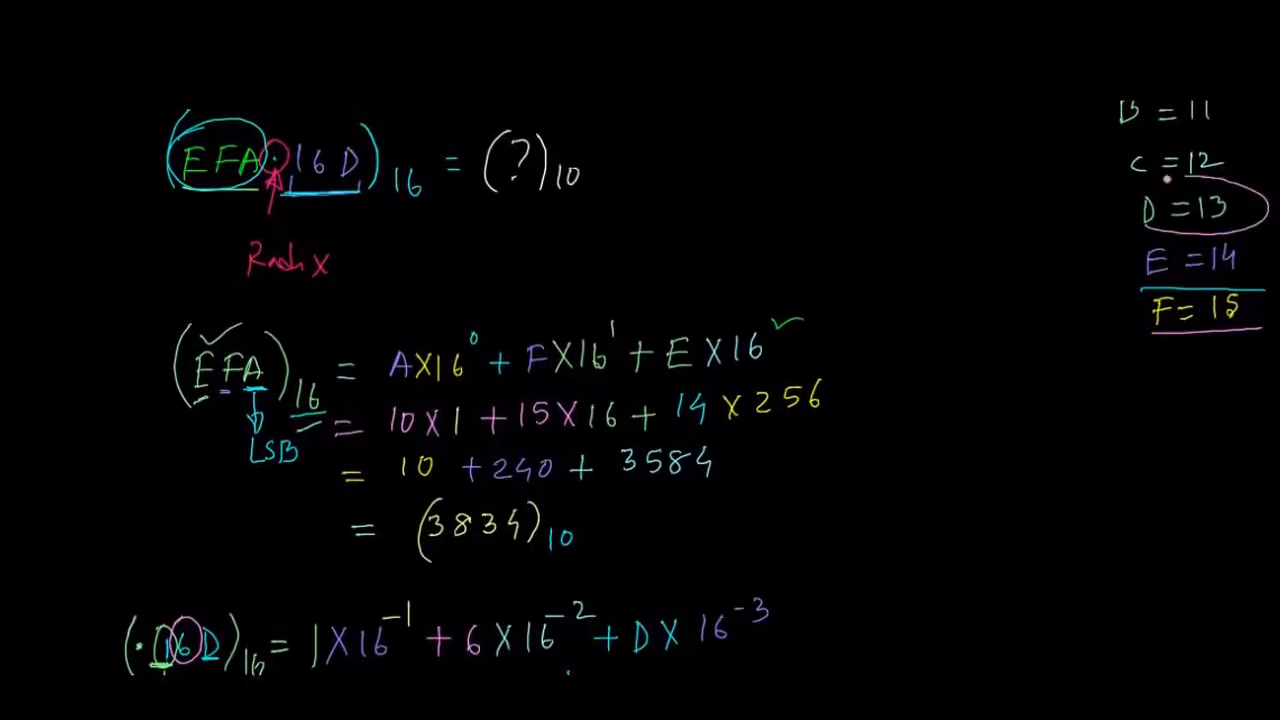 (EFA.16D)16 = (?)10
Radix
B = 11
C = 12
D = 13
E = 14
F = 15
(EFA)16 = A X 16^0 + F X 16^1 + E X 16
LSB
= 10 X 1 + 15 X 16 + 14 X 256
= 10 + 240 + 3584
= (3834)10
(.16D)16 = 1 X 16^-1 + 6 X 16^-2 + D X 16^-3